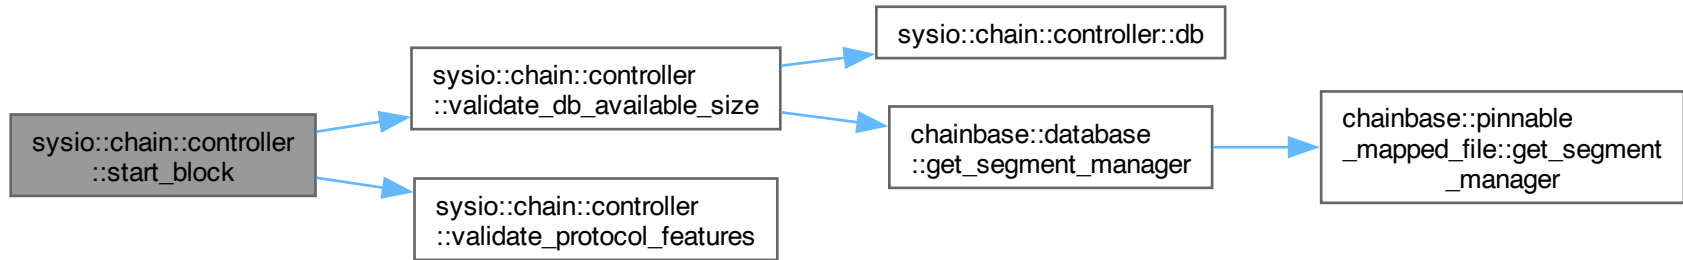 sysio::chain::controller
::start_block
sysio::chain::controller
::validate_db_available_size
sysio::chain::controller::db
chainbase::database
::get_segment_manager
chainbase::pinnable
_mapped_file::get_segment
_manager
sysio::chain::controller
::validate_protocol_features